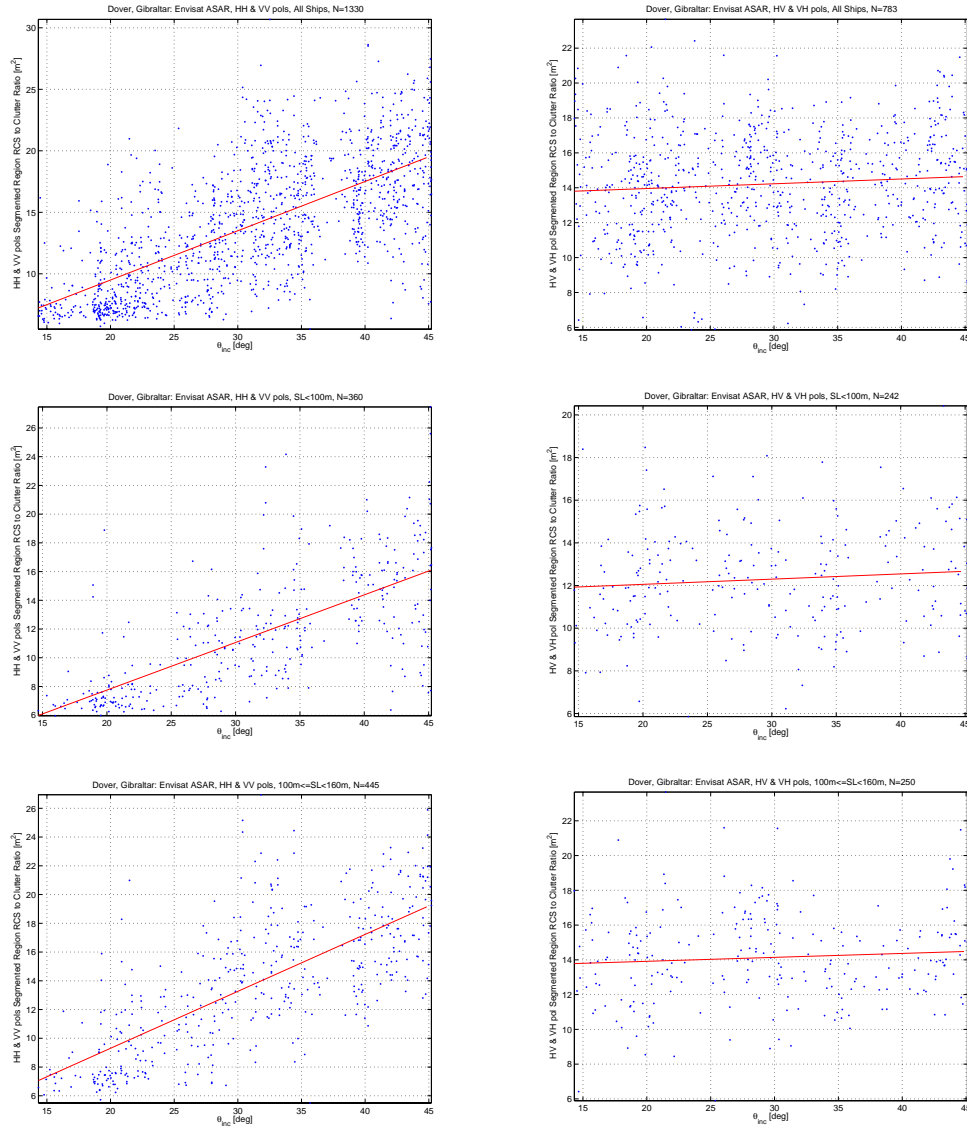 Dover, Gibraltar: Envisat ASAR, HH & VV pols, All Ships, N=1330
HH & VV pols Segmented Region RCS to Clutter Ratio [m²]
30
25
20
15
10
15 20 25 30 35 40 45
θinc [deg]
Dover, Gibraltar: Envisat ASAR, HV & VH pols, All Ships, N=783
HV & VH pol Segmented Region RCS to Clutter Ratio [m²]
22
20
18
16
14
12
10
8
6
15 20 25 30 35 40 45
θinc [deg]
Dover, Gibraltar: Envisat ASAR, HH & VV pols, SL<100m, N=360
HH & VV pols Segmented Region RCS to Clutter Ratio [m²]
26
24
22
20
18
16
14
12
10
8
6
15 20 25 30 35 40 45
θinc [deg]
Dover, Gibraltar: Envisat ASAR, HV & VH pols, SL<100m, N=242
HV & VH pol Segmented Region RCS to Clutter Ratio [m²]
20
18
16
14
12
10
8
6
15 20 25 30 35 40 45
θinc [deg]
Dover, Gibraltar: Envisat ASAR, HH & VV pols, 100m<=SL<160m, N=445
HH & VV pols Segmented Region RCS to Clutter Ratio [m²]
26
24
22
20
18
16
14
12
10
8
6
15 20 25 30 35 40 45
θinc [deg]
Dover, Gibraltar: Envisat ASAR, HV & VH pols, 100m<=SL<160m, N=250
HV & VH pol Segmented Region RCS to Clutter Ratio [m²]
22
20
18
16
14
12
10
8
6
15 20 25 30 35 40 45
θinc [deg]